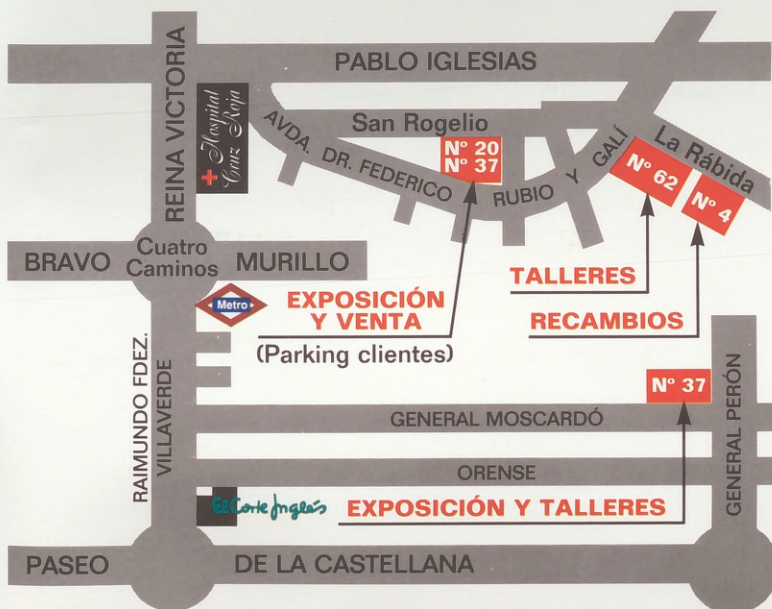 PABLO IGLESIAS
REINA VICTORIA
Hospital
Cruz Roja
San Rogelio
AVDA. DR. FEDERICO RUBIO Y GALÍ
La Rábida
Nº 20
Nº 37
Nº 62
Nº 4
BRAVO MURILLO
Cuatro
Caminos
Metro
EXPOSICIÓN
Y VENTA
(Parking clientes)
TALLERES
RECAMBIOS
RAIMUNDO FDEZ.
VILLAVERDE
Nº 37
GENERAL MOSCARDÓ
GENERAL PERÓN
ORENSE
El Corte Inglés
EXPOSICIÓN Y TALLERES
PASEO DE LA CASTELLANA